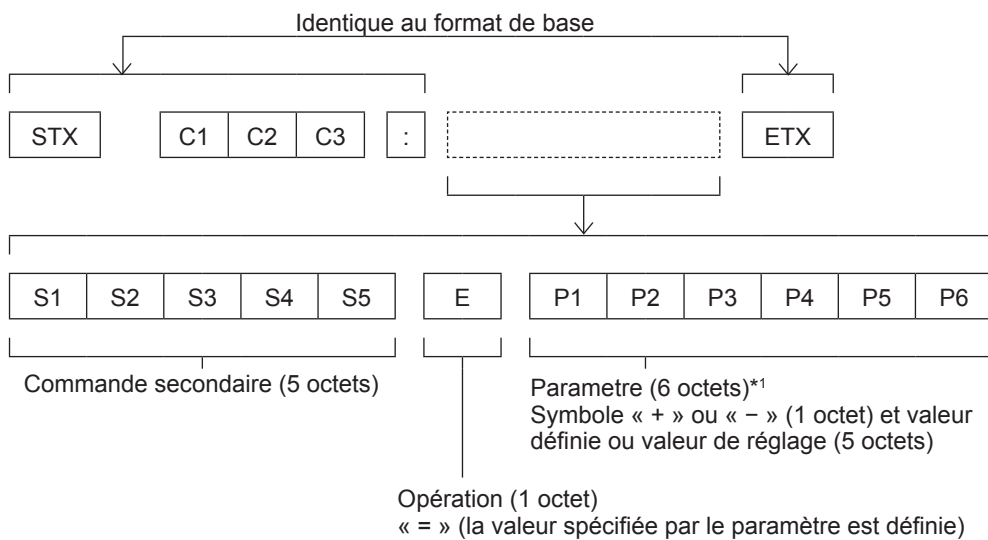 Identique au format de base
STX C1 C2 C3 : ETX
S1 S2 S3 S4 S5 E P1 P2 P3 P4 P5 P6
Commande secondaire (5 octets)
Parametre (6 octets)*1
Symbole « + » ou « − » (1 octet) et valeur
définie ou valeur de réglage (5 octets)
Opération (1 octet)
« = » (la valeur spécifiée par le paramètre est définie)